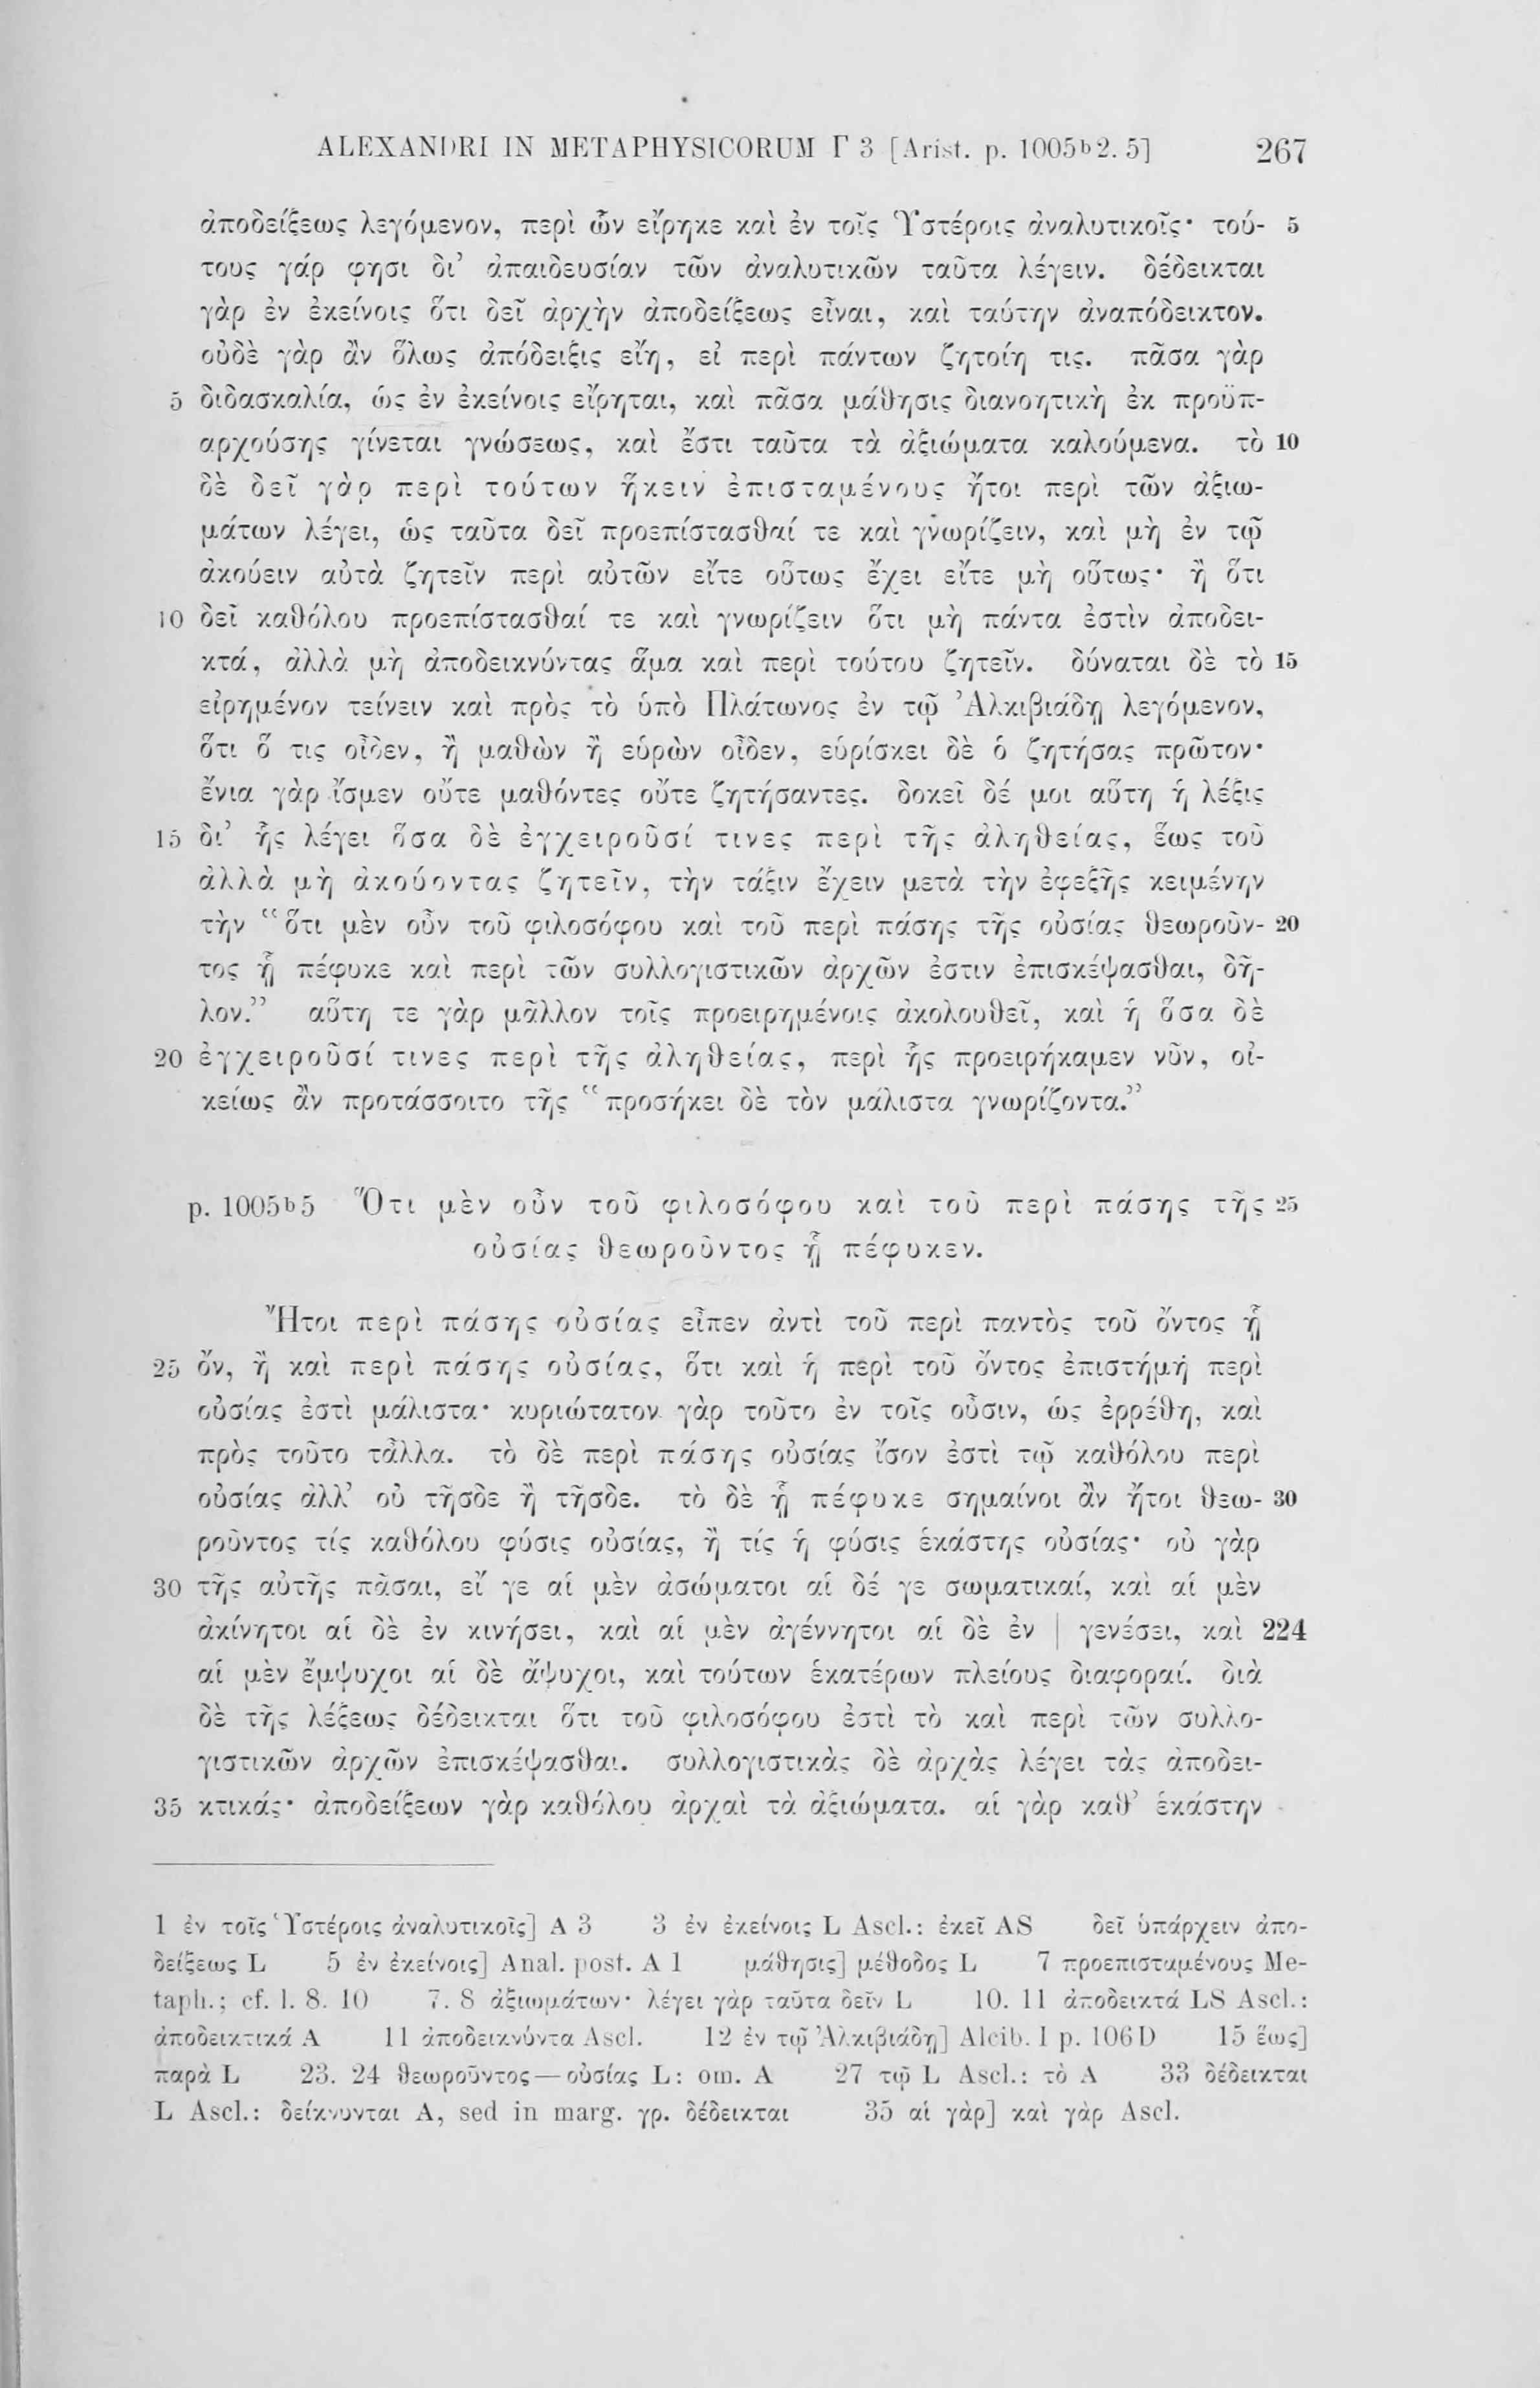 ALEXANDRI IN METAPHYSICORUM Γ 3 [Arist. p. 1005b2. 5] 267
ἀποδείξεως λεγόμενον, περὶ ὧν εἴρηκε καὶ ἐν τοῖς Ὑστέροις ἀναλυτικοῖς· τού- 5
τους γάρ φησι δι’ ἀπαιδευσίαν τῶν ἀναλυτικῶν ταῦτα λέγειν. δέδεικται
γὰρ ἐν ἐκείνοις ὅτι δεῖ ἀρχὴν ἀποδείξεως εἶναι, καὶ ταύτην ἀναπόδεικτον.
οὐδὲ γὰρ ἂν ὅλως ἀπόδειξις εἴη, εἰ περὶ πάντων ζητοίη τις. πᾶσα γὰρ
5 διδασκαλία, ὡς ἐν ἐκείνοις εἴρηται, καὶ πᾶσα μάθησις διανοητικὴ ἐκ προϋπ-
αρχούσης γίνεται γνώσεως, καὶ ἔστι ταῦτα τὰ ἀξιώματα καλούμενα. τὸ 10
δὲ δεῖ γὰρ περὶ τούτων ἥκειν ἐπισταμένους ἤτοι περὶ τῶν ἀξιω-
μάτων λέγει, ὡς ταῦτα δεῖ προεπίστασθαί τε καὶ γνωρίζειν, καὶ μὴ ἐν τῷ
ἀκούειν αὐτὰ ζητεῖν περὶ αὐτῶν εἴτε οὕτως ἔχει εἴτε μὴ οὕτως· ἢ ὅτι
10 δεῖ καθόλου προεπίστασθαί τε καὶ γνωρίζειν ὅτι μὴ πάντα ἐστὶν ἀποδει-
κτά, ἀλλὰ μὴ ἀποδεικνύντας ἅμα καὶ περὶ τούτου ζητεῖν. δύναται δὲ τὸ 15
εἰρημένον τείνειν καὶ πρὸς τὸ ὑπὸ Πλάτωνος ἐν τῷ Ἀλκιβιάδῃ λεγόμενον,
ὅτι ὅ τις οἶδεν, ἢ μαθὼν ἢ εὑρὼν οἶδεν, εὑρίσκει δὲ ὁ ζητήσας πρῶτον·
ἔνια γὰρ ἴσμεν οὔτε μαθόντες οὔτε ζητήσαντες. δοκεῖ δέ μοι αὕτη ἡ λέξις
15 δι’ ἧς λέγει ὅσα δὲ ἐγχειροῦσί τινες περὶ τῆς ἀληθείας, ἕως τοῦ
ἀλλὰ μὴ ἀκούοντας ζητεῖν, τὴν τάξιν ἔχειν μετὰ τὴν ἐφεξῆς κειμένην
τὴν “ὅτι μὲν οὖν τοῦ φιλοσόφου καὶ τοῦ περὶ πάσης τῆς οὐσίας θεωροῦν- 20
τος ᾗ πέφυκε καὶ περὶ τῶν συλλογιστικῶν ἀρχῶν ἐστιν ἐπισκέψασθαι, δῆ-
λον.” αὕτη τε γὰρ μᾶλλον τοῖς προειρημένοις ἀκολουθεῖ, καὶ ἡ ὅσα δὲ
20 ἐγχειροῦσί τινες περὶ τῆς ἀληθείας, περὶ ἧς προειρήκαμεν νῦν, οἰ-
κείως ἂν προτάσσοιτο τῆς “προσήκει δὲ τὸν μάλιστα γνωρίζοντα.”
p. 1005b5 Ὅτι μὲν οὖν τοῦ φιλοσόφου καὶ τοῦ περὶ πάσης τῆς 25
οὐσίας θεωροῦντος ᾗ πέφυκεν.
Ἤτοι περὶ πάσης οὐσίας εἶπεν ἀντὶ τοῦ περὶ παντὸς τοῦ ὄντος ᾗ
25 ὄν, ἢ καὶ περὶ πάσης οὐσίας, ὅτι καὶ ἡ περὶ τοῦ ὄντος ἐπιστήμη περὶ
οὐσίας ἐστὶ μάλιστα· κυριώτατον γὰρ τοῦτο ἐν τοῖς οὖσιν, ὡς ἐρρέθη, καὶ
πρὸς τοῦτο τἆλλα. τὸ δὲ περὶ πάσης οὐσίας ἴσον ἐστὶ τῷ καθόλου περὶ
οὐσίας ἀλλ’ οὐ τῆσδε ἢ τῆσδε. τὸ δὲ ᾗ πέφυκε σημαίνοι ἂν ἤτοι θεω- 30
ροῦντος τίς καθόλου φύσις οὐσίας, ἢ τίς ἡ φύσις ἑκάστης οὐσίας· οὐ γὰρ
30 τῆς αὐτῆς πᾶσαι, εἴ γε αἱ μὲν ἀσώματοι αἱ δέ γε σωματικαί, καὶ αἱ μὲν
ἀκίνητοι αἱ δὲ ἐν κινήσει, καὶ αἱ μὲν ἀγέννητοι αἱ δὲ ἐν | γενέσει, καὶ 224
αἱ μὲν ἔμψυχοι αἱ δὲ ἄψυχοι, καὶ τούτων ἑκατέρων πλείους διαφοραί. διὰ
δὲ τῆς λέξεως δέδεικται ὅτι τοῦ φιλοσόφου ἐστὶ τὸ καὶ περὶ τῶν συλλο-
γιστικῶν ἀρχῶν ἐπισκέψασθαι. συλλογιστικὰς δὲ ἀρχὰς λέγει τὰς ἀποδει-
35 κτικάς· ἀποδείξεων γὰρ καθόλου ἀρχαὶ τὰ ἀξιώματα. αἱ γὰρ καθ’ ἑκάστην
1 ἐν τοῖς Ὑστέροις ἀναλυτικοῖς] A 3 3 ἐν ἐκείνοις L Ascl.: ἐκεῖ AS δεῖ ὑπάρχειν ἀπο-
δείξεως L 5 ἐν ἐκείνοις] Anal. post. A 1 μάθησις] μέθοδος L 7 προεπισταμένους Me-
taph.; cf. l. 8. 10 7. 8 ἀξιωμάτων· λέγει γὰρ ταῦτα δεῖν L 10. 11 ἀποδεικτά LS Ascl.:
ἀποδεικτικά A 11 ἀποδεικνύντα Ascl. 12 ἐν τῷ Ἀλκιβιάδῃ] Alcib. I p. 106D 15 ἕως]
παρὰ L 23. 24 θεωροῦντος—οὐσίας L: om. A 27 τῷ L Ascl.: τὸ A 33 δέδεικται
L Ascl.: δείκνυνται A, sed in marg. γρ. δέδεικται 35 αἱ γὰρ] καὶ γὰρ Ascl.